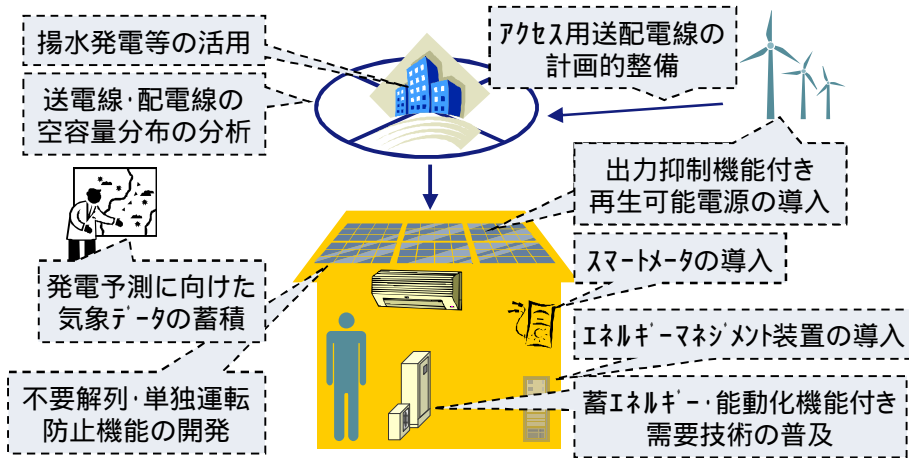 揚水発電等の活用
アクセス用送配電線の
計画的整備
送電線･配電線の
空容量分布の分析
出力抑制機能付き
再生可能電源の導入
スマートメータの導入
発電予測に向けた
気象ﾃﾞｰﾀの蓄積
ｴﾈﾙｷﾞｰﾏﾈｼﾞﾒﾝﾄ装置の導入
不要解列･単独運転
防止機能の開発
蓄ｴﾈﾙｷﾞｰ･能動化機能付き
需要技術の普及